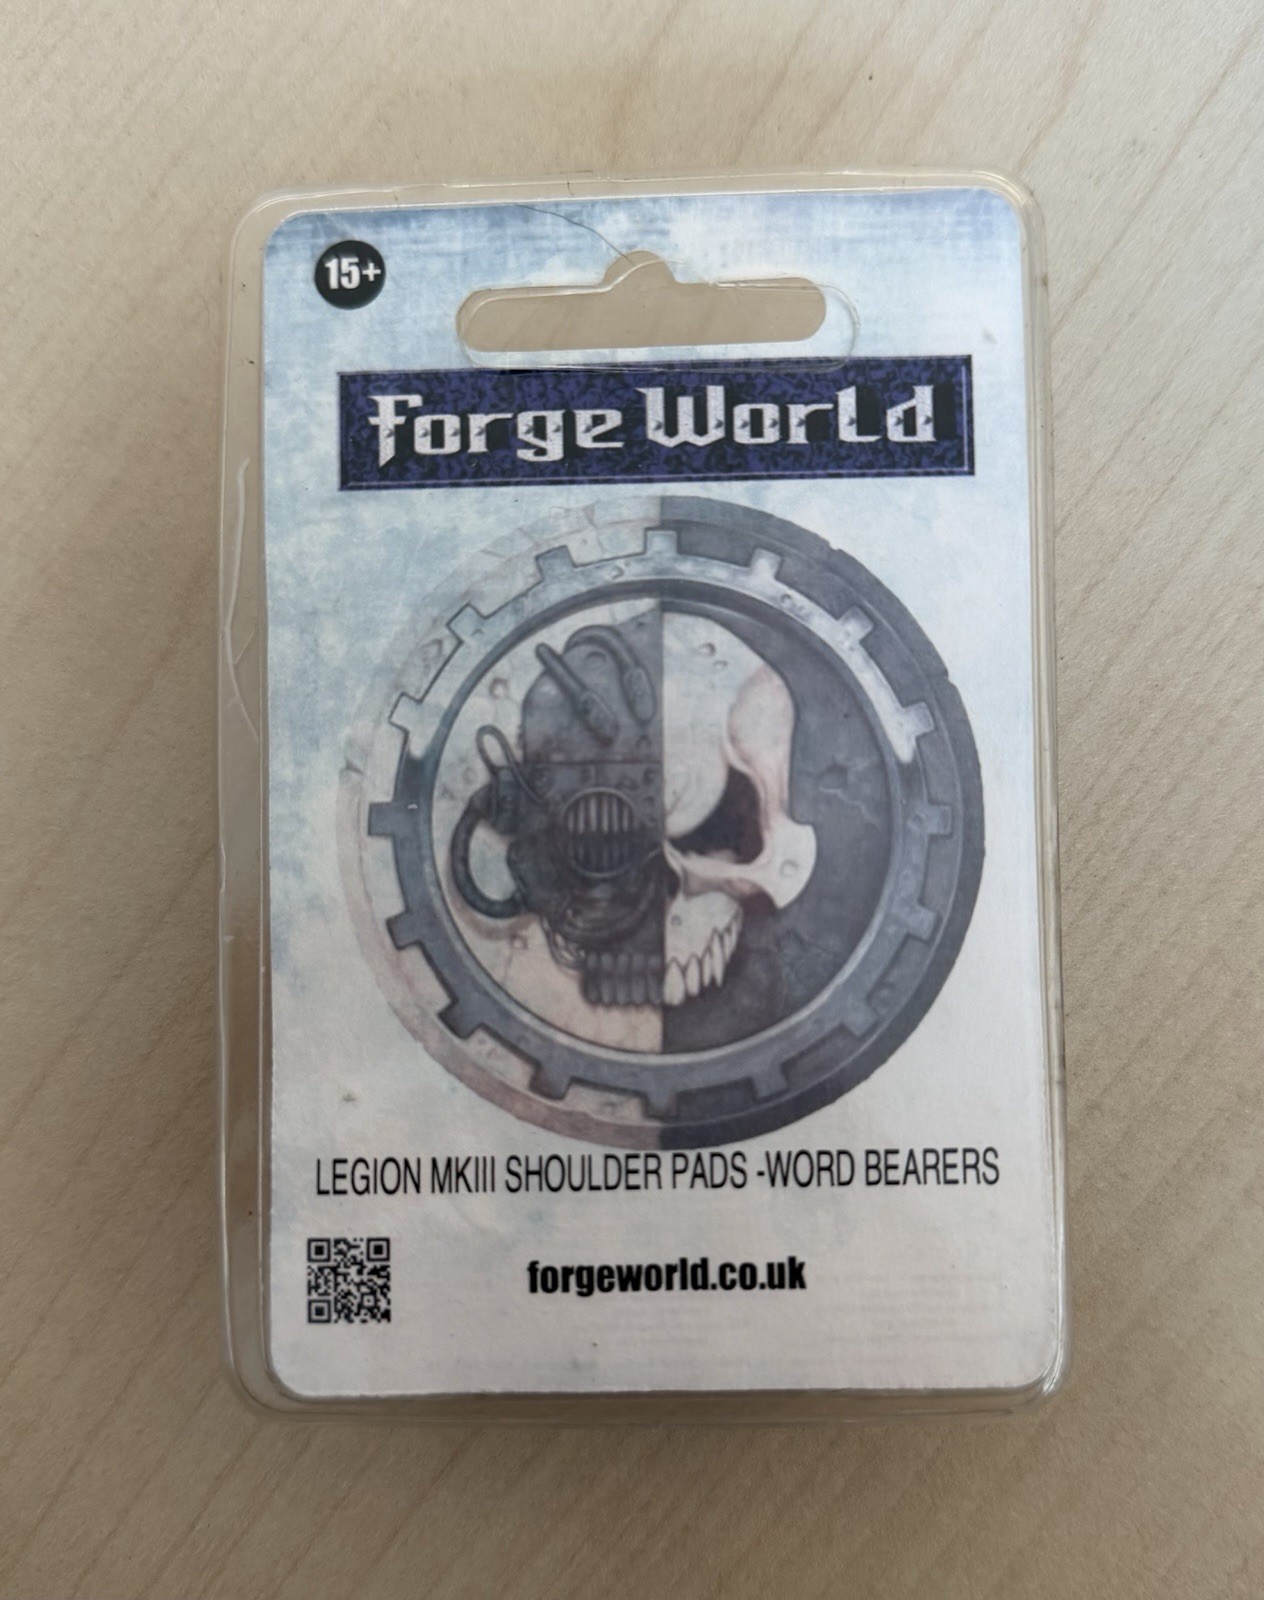 15+
Forge World
LEGION MKIII SHOULDER PADS -WORD BEARERS
forgeworld.co.uk